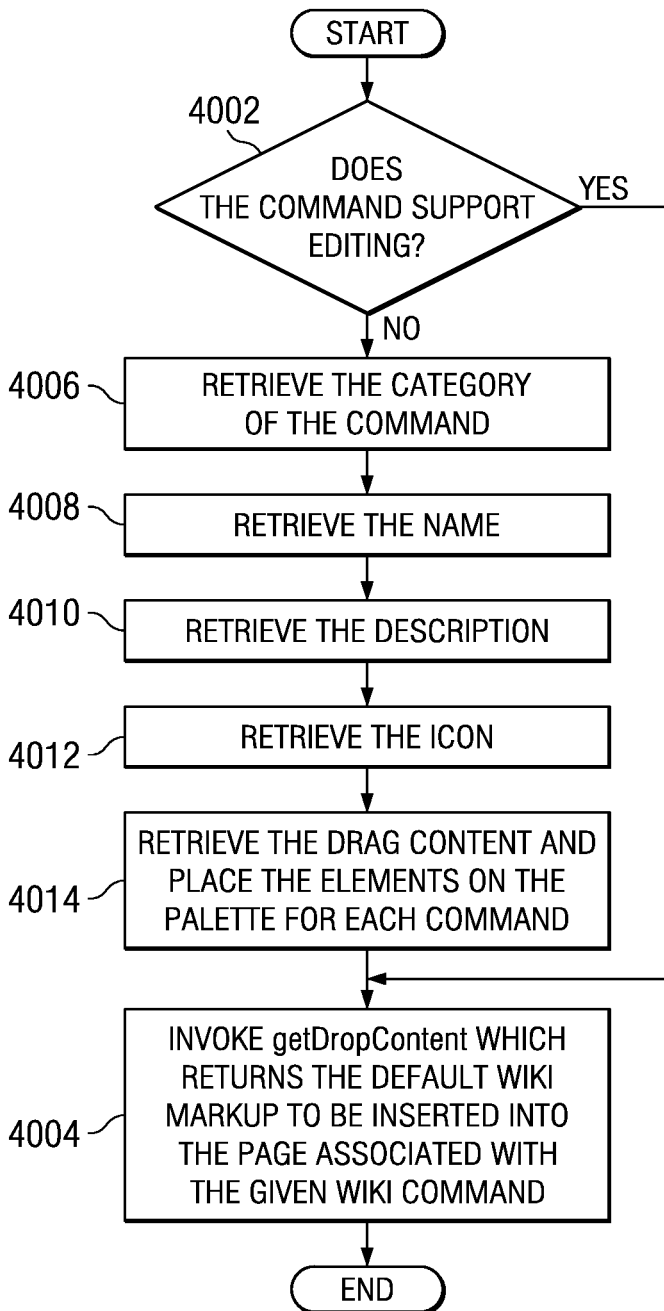 START
4002
DOES
THE COMMAND SUPPORT
EDITING?
YES
NO
4006
RETRIEVE THE CATEGORY
OF THE COMMAND
4008
RETRIEVE THE NAME
4010
RETRIEVE THE DESCRIPTION
4012
RETRIEVE THE ICON
4014
RETRIEVE THE DRAG CONTENT AND
PLACE THE ELEMENTS ON THE
PALETTE FOR EACH COMMAND
4004
INVOKE getDropContent WHICH
RETURNS THE DEFAULT WIKI
MARKUP TO BE INSERTED INTO
THE PAGE ASSOCIATED WITH
THE GIVEN WIKI COMMAND
END